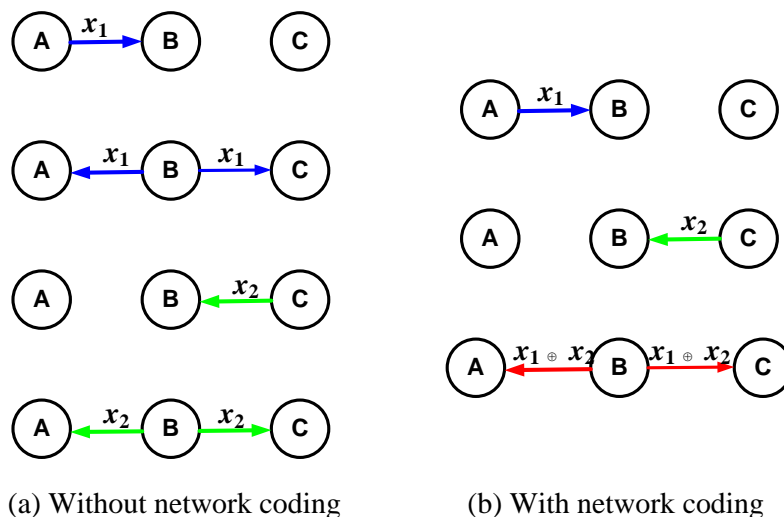 x₁
A B C
x₁ x₁
A B C
x₂
A B C
x₂ x₂
A B C
(a) Without network coding
x₁
A B C
x₂
A B C
x₁ ⊕ x₂ x₁ ⊕ x₂
A B C
(b) With network coding